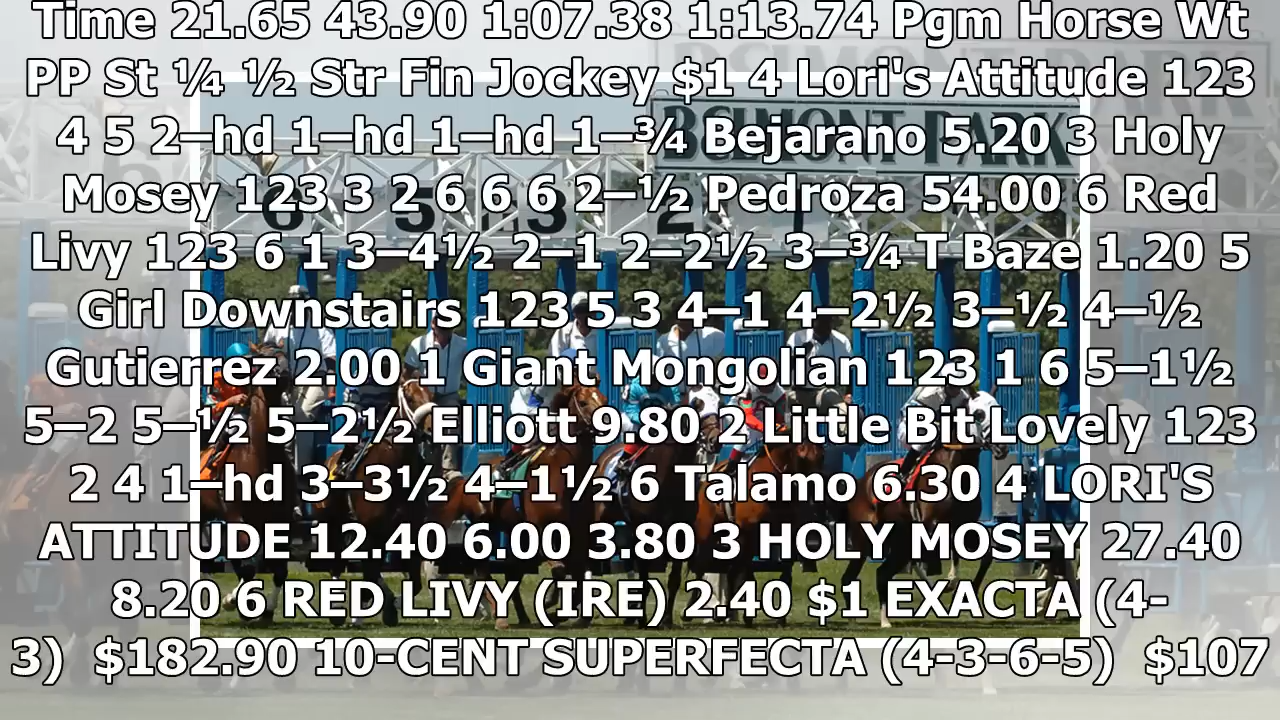 Time 21.65 43.90 1:07.38 1:13.74 Pgm Horse Wt
PP St ¼ ½ Str Fin Jockey $1 4 Lori's Attitude 123
4 5 2–hd 1–hd 1–hd 1–¾ Bejarano 5.20 3 Holy
Mosey 123 3 2 6 6 6 2–½ Pedroza 54.00 6 Red
Livy 123 6 1 3–4½ 2–1 2–2½ 3–¾ T Baze 1.20 5
Girl Downstairs 123 5 3 4–1 4–2½ 3–½ 4–½
Gutierrez 2.00 1 Giant Mongolian 123 1 6 5–1½
5–2 5–½ 5–2½ Elliott 9.80 2 Little Bit Lovely 123
2 4 1–hd 3–3½ 4–1½ 6 Talamo 6.30 4 LORI'S
ATTITUDE 12.40 6.00 3.80 3 HOLY MOSEY 27.40
8.20 6 RED LIVY (IRE) 2.40 $1 EXACTA (4-
3) $182.90 10-CENT SUPERFECTA (4-3-6-5) $107
BELMONT PARK
6 5 3 2 1